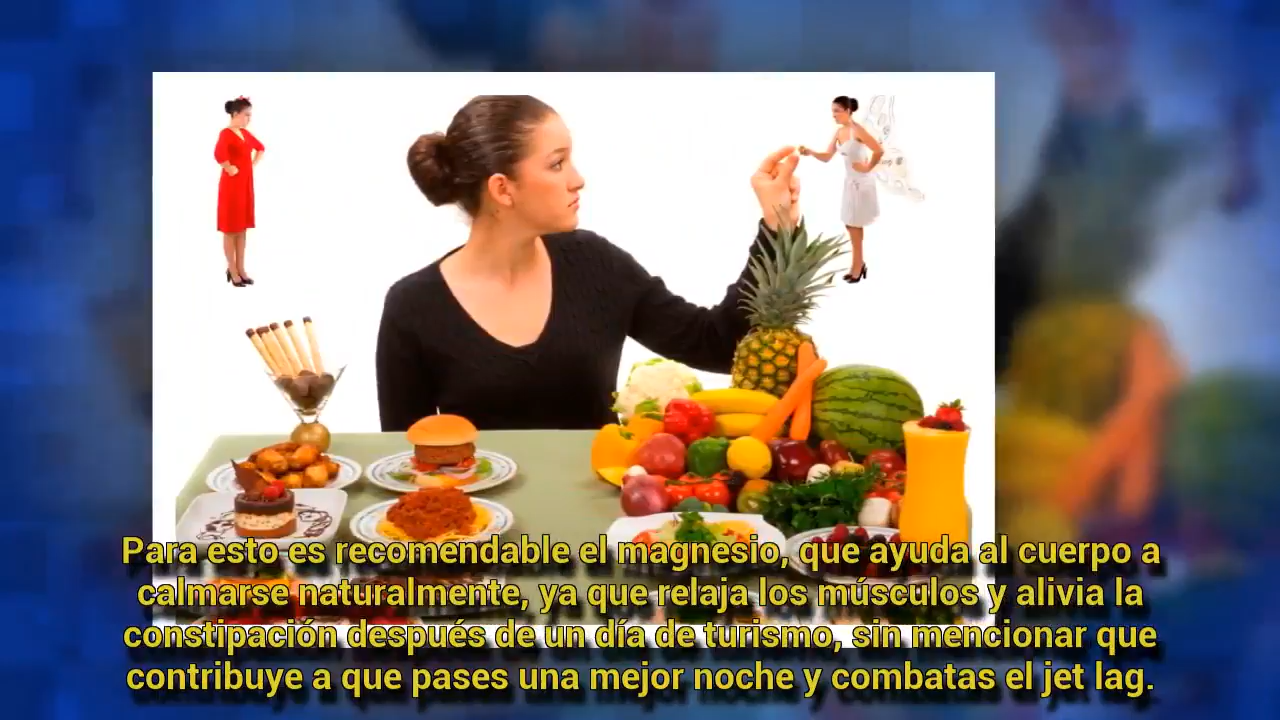 Para esto es recomendable el magnesio, que ayuda al cuerpo a
calmarse naturalmente, ya que relaja los músculos y alivia la
constipación después de un día de turismo, sin mencionar que
contribuye a que pases una mejor noche y combatas el jet lag.